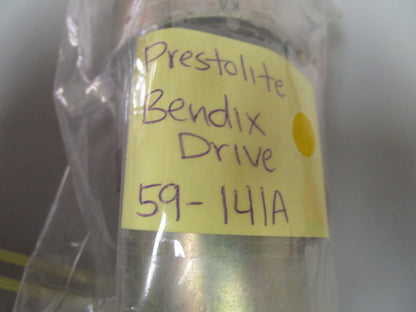 Prestolite
Bendix
Drive
59-141A